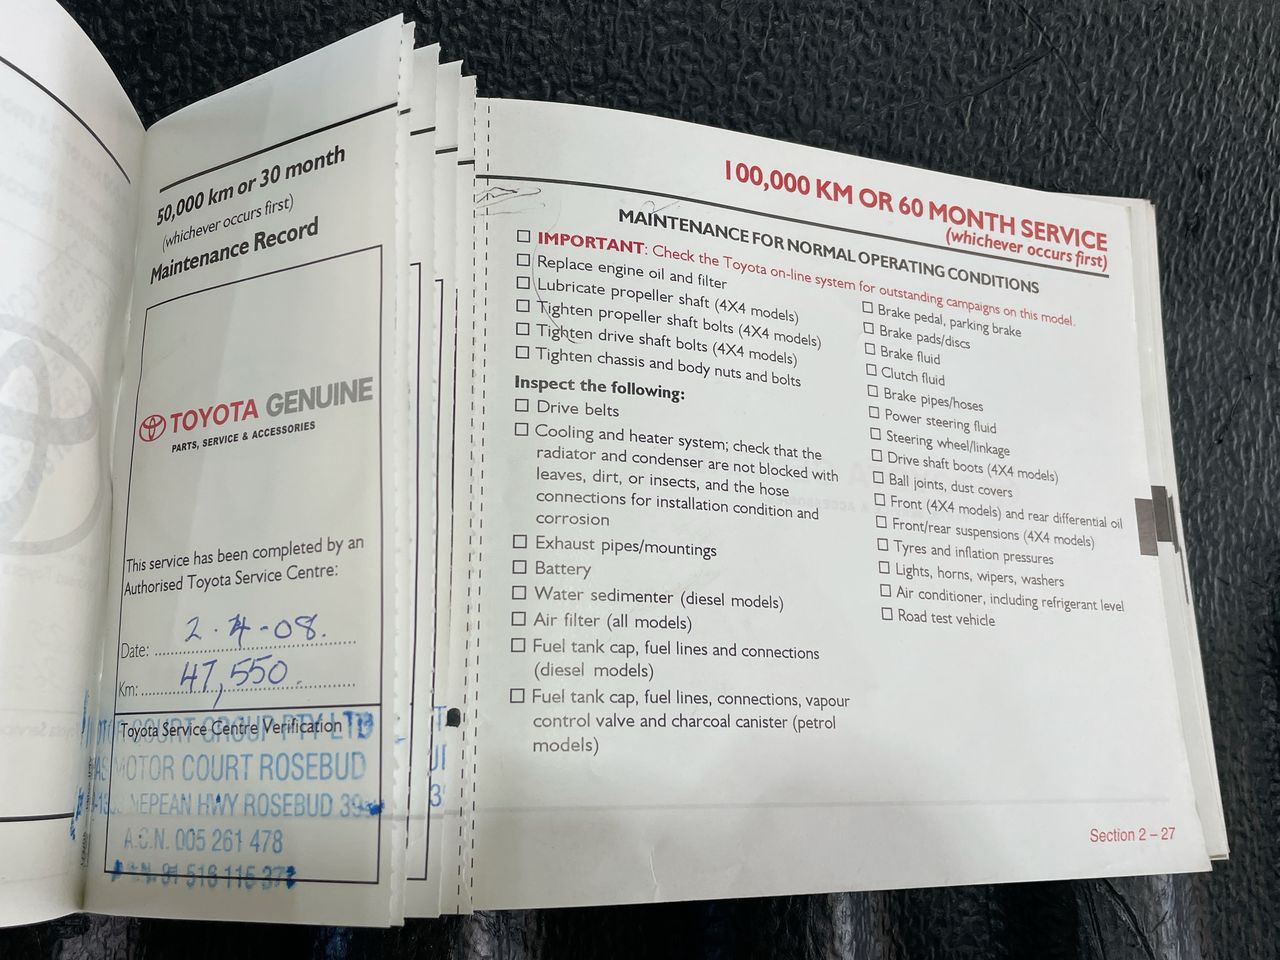 50,000 km or 30 month
(whichever occurs first)
Maintenance Record
TOYOTA GENUINE
PARTS, SERVICE & ACCESSORIES
This service has been completed by an
Authorised Toyota Service Centre:
Date: 2.4-08.
Km: 47,550.
Toyota Service Centre Verification
COURT GROUP PTY LTD
MOTOR COURT ROSEBUD
NEPEAN HWY ROSEBUD
A.C.N. 005 261 478
100,000 KM OR 60 MONTH SERVICE
(whichever occurs first)
MAINTENANCE FOR NORMAL OPERATING CONDITIONS
IMPORTANT: Check the Toyota on-line system for outstanding campaigns on this model.
Replace engine oil and filter
Lubricate propeller shaft (4X4 models)
Tighten propeller shaft bolts (4X4 models)
Tighten drive shaft bolts (4X4 models)
Tighten chassis and body nuts and bolts
Inspect the following:
Drive belts
Cooling and heater system; check that the
radiator and condenser are not blocked with
leaves, dirt, or insects, and the hose
connections for installation condition and
corrosion
Exhaust pipes/mountings
Battery
Water sedimenter (diesel models)
Air filter (all models)
Fuel tank cap, fuel lines and connections
(diesel models)
Fuel tank cap, fuel lines, connections, vapour
control valve and charcoal canister (petrol
models)
Brake pedal, parking brake
Brake pads/discs
Brake fluid
Clutch fluid
Brake pipes/hoses
Power steering fluid
Steering wheel/linkage
Drive shaft boots (4X4 models)
Ball joints, dust covers
Front (4X4 models) and rear differential oil
Front/rear suspensions (4X4 models)
Tyres and inflation pressures
Lights, horns, wipers, washers
Air conditioner, including refrigerant level
Road test vehicle
Section 2 – 27